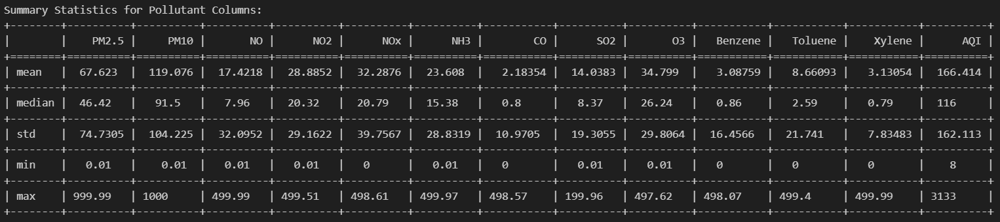 Summary Statistics for Pollutant Columns:
| | PM2.5 | PM10 | NO | NO2 | NOx | NH3 | CO | SO2 | O3 | Benzene | Toluene | Xylene | AQI |
| mean | 67.623 | 119.076 | 17.4218 | 28.8852 | 32.2876 | 23.608 | 2.18354 | 14.0383 | 34.799 | 3.08759 | 8.66093 | 3.13054 | 166.414 |
| median | 46.42 | 91.5 | 7.96 | 20.32 | 20.79 | 15.38 | 0.8 | 8.37 | 26.24 | 0.86 | 2.59 | 0.79 | 116 |
| std | 74.7305 | 104.225 | 32.0952 | 29.1622 | 39.7567 | 28.8319 | 10.9705 | 19.3055 | 29.8064 | 16.4566 | 21.741 | 7.83483 | 162.113 |
| min | 0.01 | 0.01 | 0.01 | 0.01 | 0 | 0.01 | 0 | 0.01 | 0.01 | 0 | 0 | 0 | 8 |
| max | 999.99 | 1000 | 499.99 | 499.51 | 498.61 | 499.97 | 498.57 | 199.96 | 497.62 | 498.07 | 499.4 | 499.99 | 3133 |